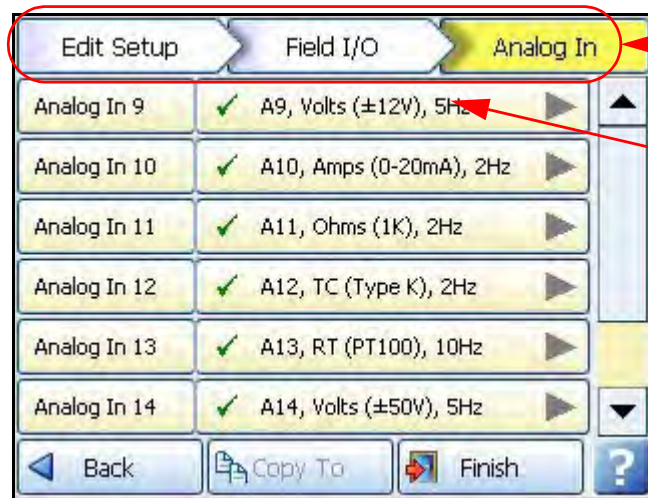 Edit Setup Field I/O Analog In
Analog In 9 A9, Volts (±12V), 5Hz
Analog In 10 A10, Amps (0-20mA), 2Hz
Analog In 11 A11, Ohms (1K), 2Hz
Analog In 12 A12, TC (Type K), 2Hz
Analog In 13 A13, RT (PT100), 10Hz
Analog In 14 A14, Volts (±50V), 5Hz
Back Copy To Finish ?